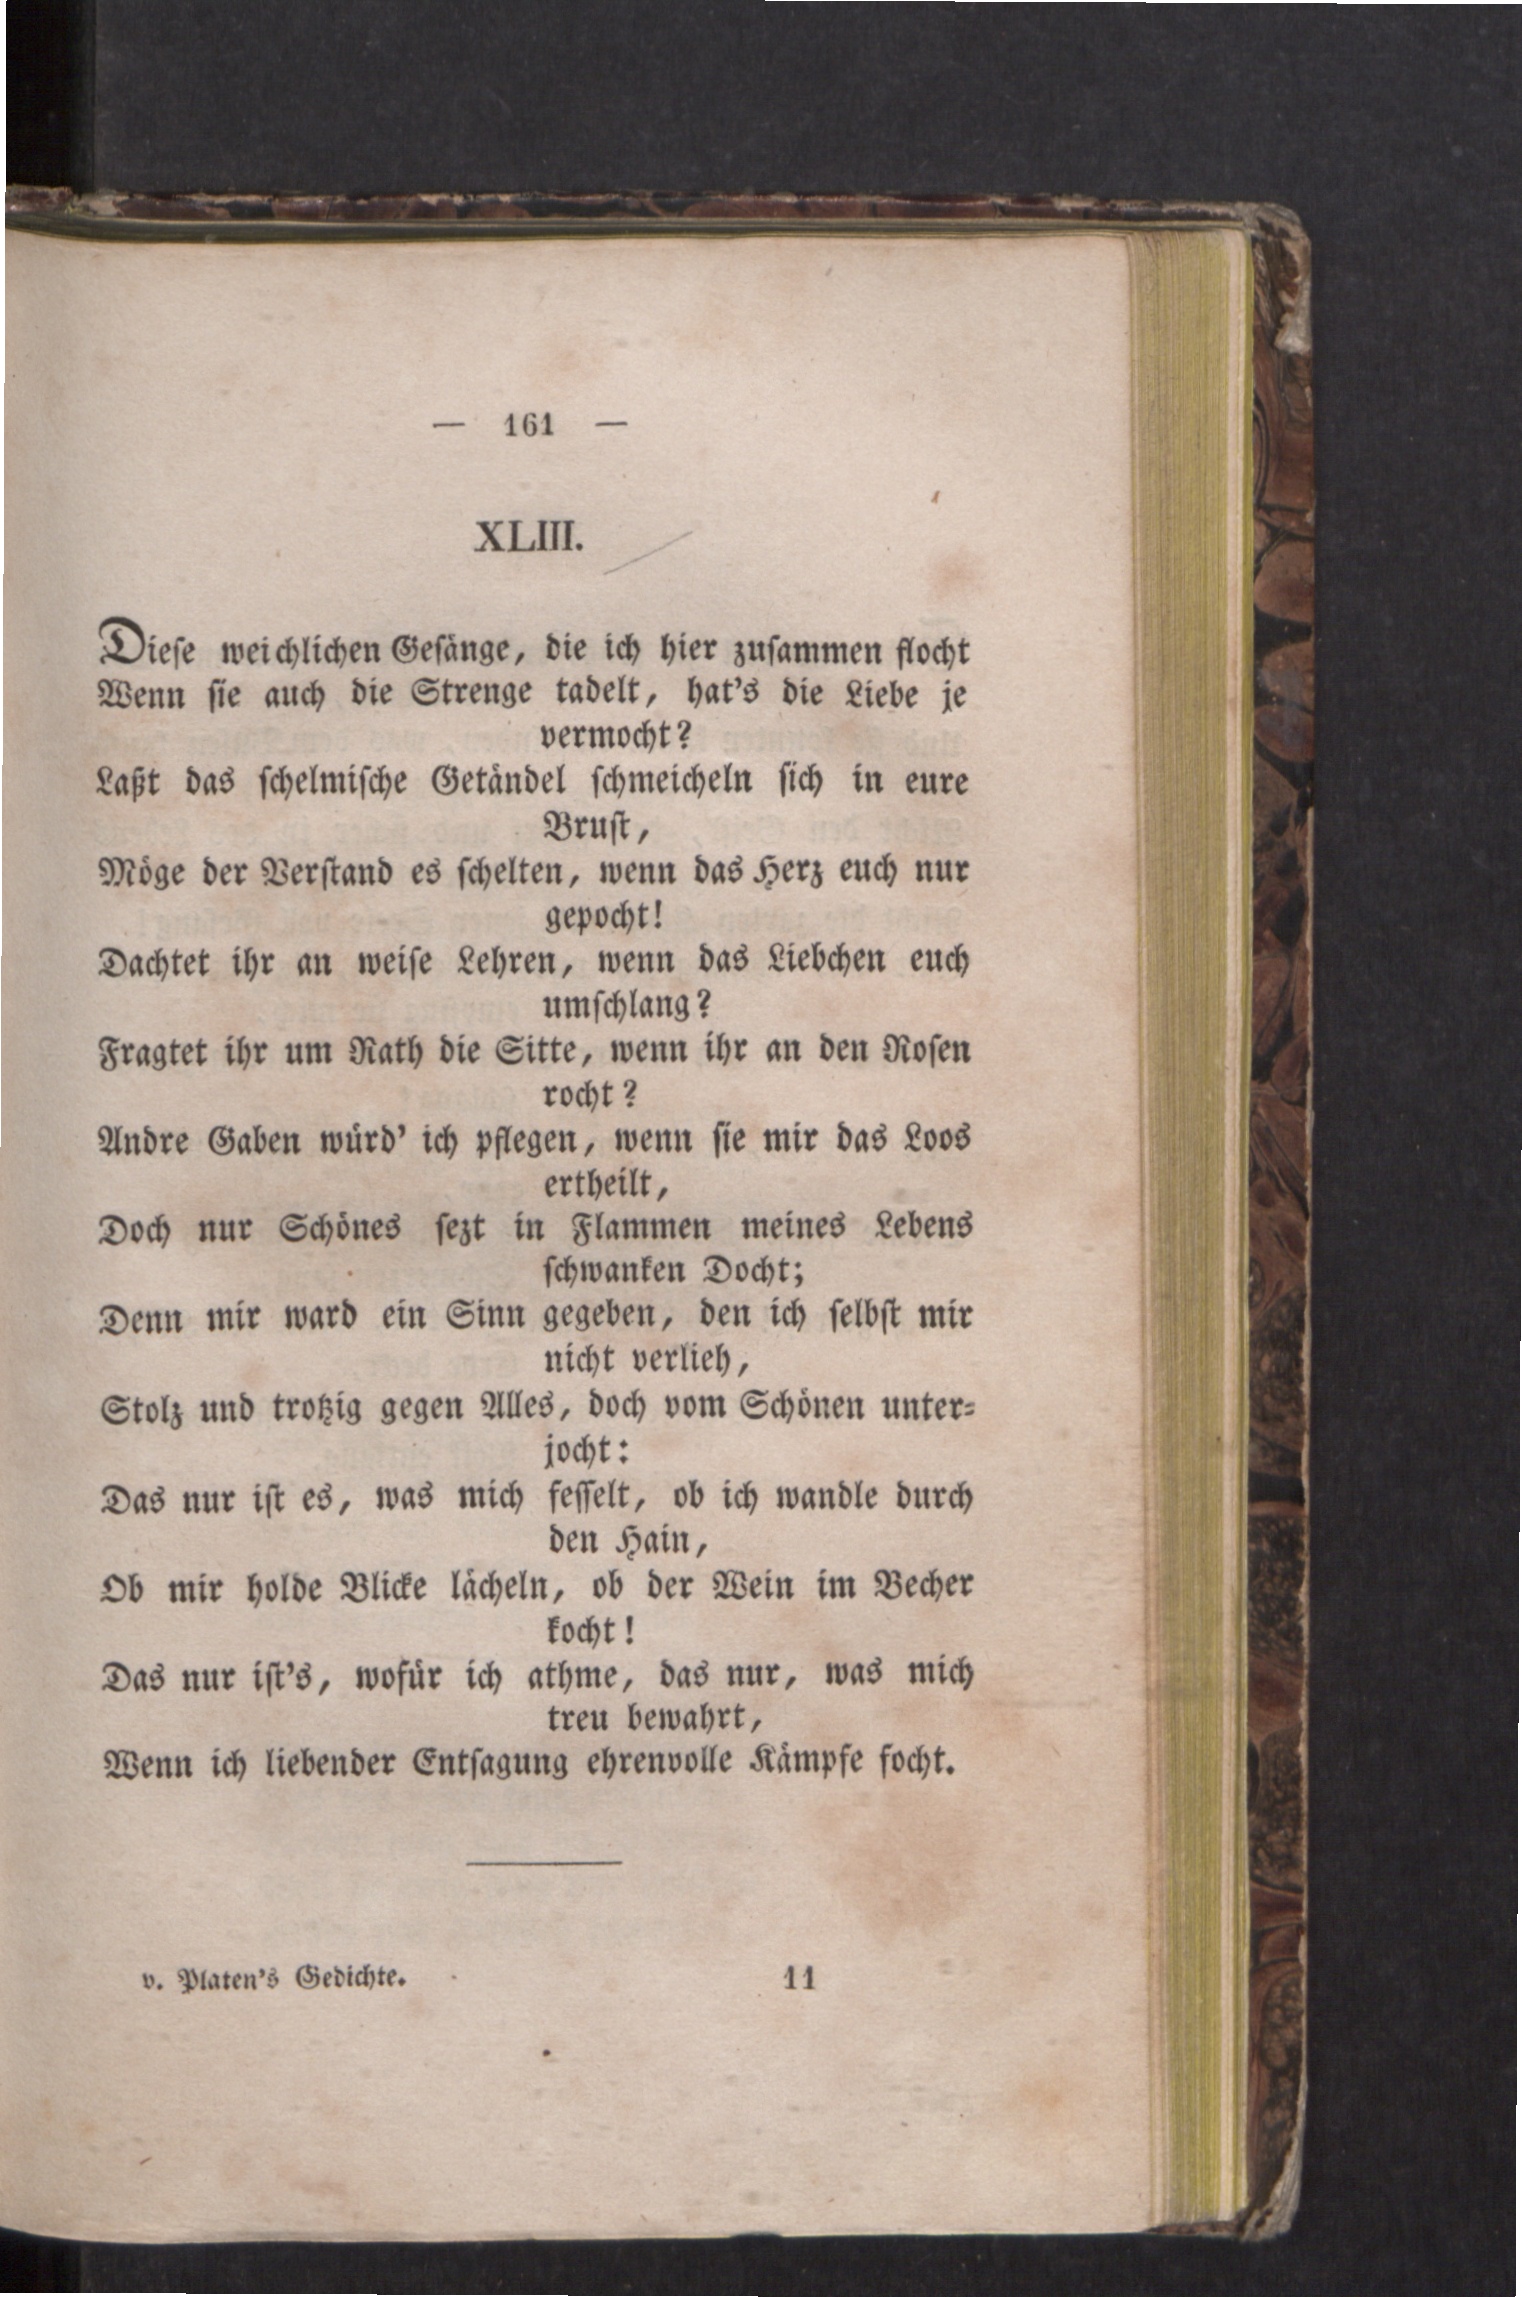 — 161 —
XLIII.
Dieſe weichlichen Geſänge, die ich hier zuſammen flocht
Wenn ſie auch die Strenge tadelt, hat's die Liebe je
vermocht?
Laßt das ſchelmiſche Getändel ſchmeicheln ſich in eure
Bruſt,
Möge der Verſtand es ſchelten, wenn das Herz euch nur
gepocht!
Dachtet ihr an weiſe Lehren, wenn das Liebchen euch
umſchlang?
Fragtet ihr um Rath die Sitte, wenn ihr an den Roſen
rocht?
Andre Gaben würd' ich pflegen, wenn ſie mir das Loos
ertheilt,
Doch nur Schönes ſezt in Flammen meines Lebens
ſchwanken Docht;
Denn mir ward ein Sinn gegeben, den ich ſelbſt mir
nicht verlieh,
Stolz und trotzig gegen Alles, doch vom Schönen unter-
jocht:
Das nur iſt es, was mich feſſelt, ob ich wandle durch
den Hain,
Ob mir holde Blicke lächeln, ob der Wein im Becher
kocht!
Das nur iſt's, wofür ich athme, das nur, was mich
treu bewahrt,
Wenn ich liebender Entſagung ehrenvolle Kämpfe focht.
v. Platen's Gedichte. 11